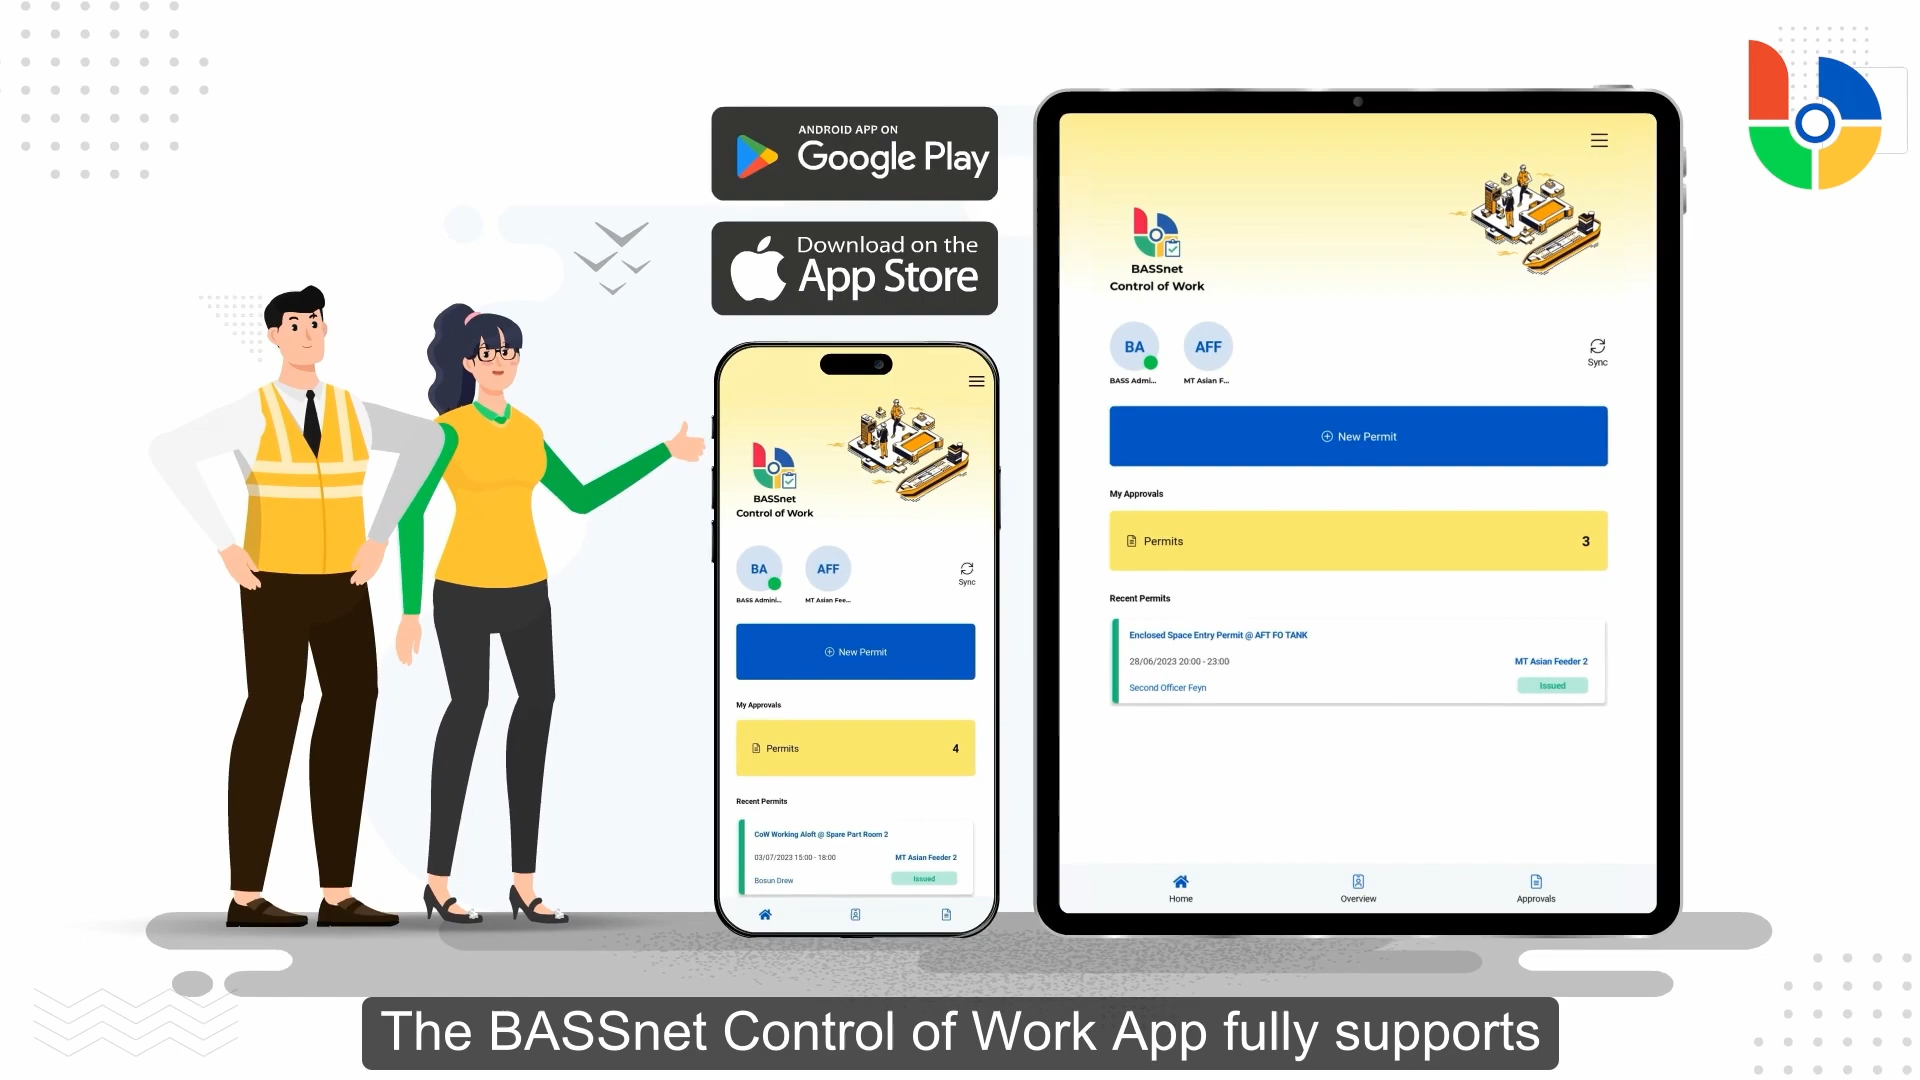 ANDROID APP ON
Google Play
Download on the
App Store
BASSnet
Control of Work
BA
AFF
BASS Admini...
MT Asian Fee...
Sync
New Permit
My Approvals
Permits
4
Recent Permits
CoW Working Aloft @ Spare Part Room 2
03/07/2023 15:00 - 18:00
MT Asian Feeder 2
Bosun Drew
Issued
BASSnet
Control of Work
BA
AFF
BASS Admi...
MT Asian F...
Sync
New Permit
My Approvals
Permits
3
Recent Permits
Enclosed Space Entry Permit @ AFT FO TANK
28/06/2023 20:00 - 23:00
MT Asian Feeder 2
Second Officer Feyn
Issued
Home
Overview
Approvals
The BASSnet Control of Work App fully supports